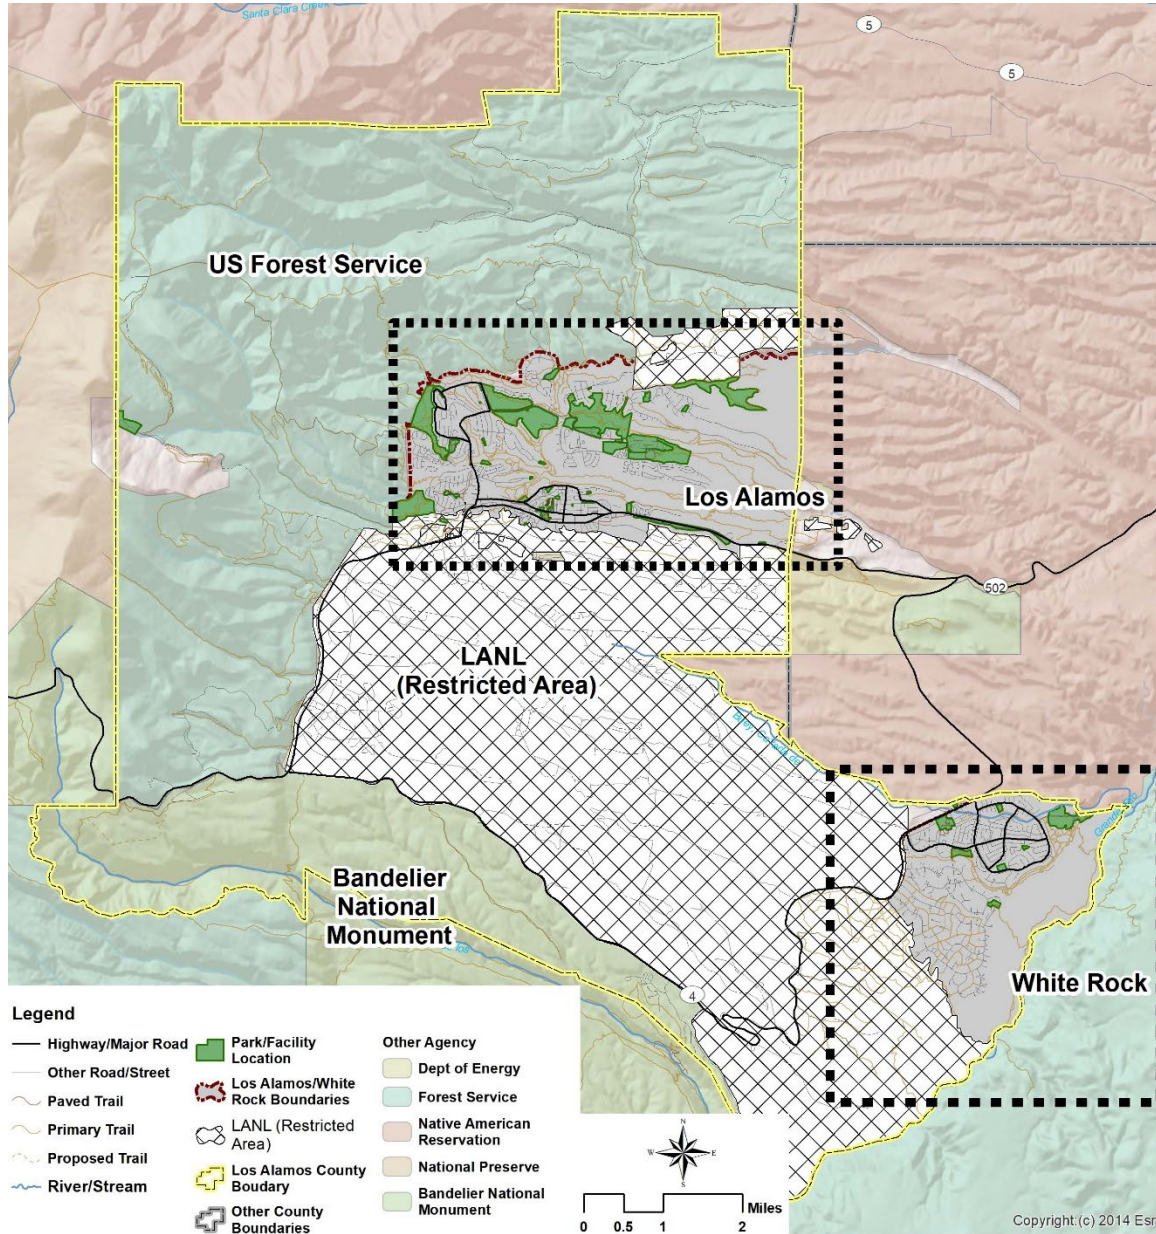 Santa Clara Creek
5
5
US Forest Service
Los Alamos
502
LANL
(Restricted Area)
Bandelier
National
Monument
4
White Rock
Legend
Highway/Major Road
Other Road/Street
Paved Trail
Primary Trail
Proposed Trail
River/Stream
Park/Facility
Location
Los Alamos/White
Rock Boundaries
LANL (Restricted
Area)
Los Alamos County
Boudary
Other County
Boundaries
Other Agency
Dept of Energy
Forest Service
Native American
Reservation
National Preserve
Bandelier National
Monument
N
W E
S
Miles
0 0.5 1 2
Copyright:(c) 2014 Esr